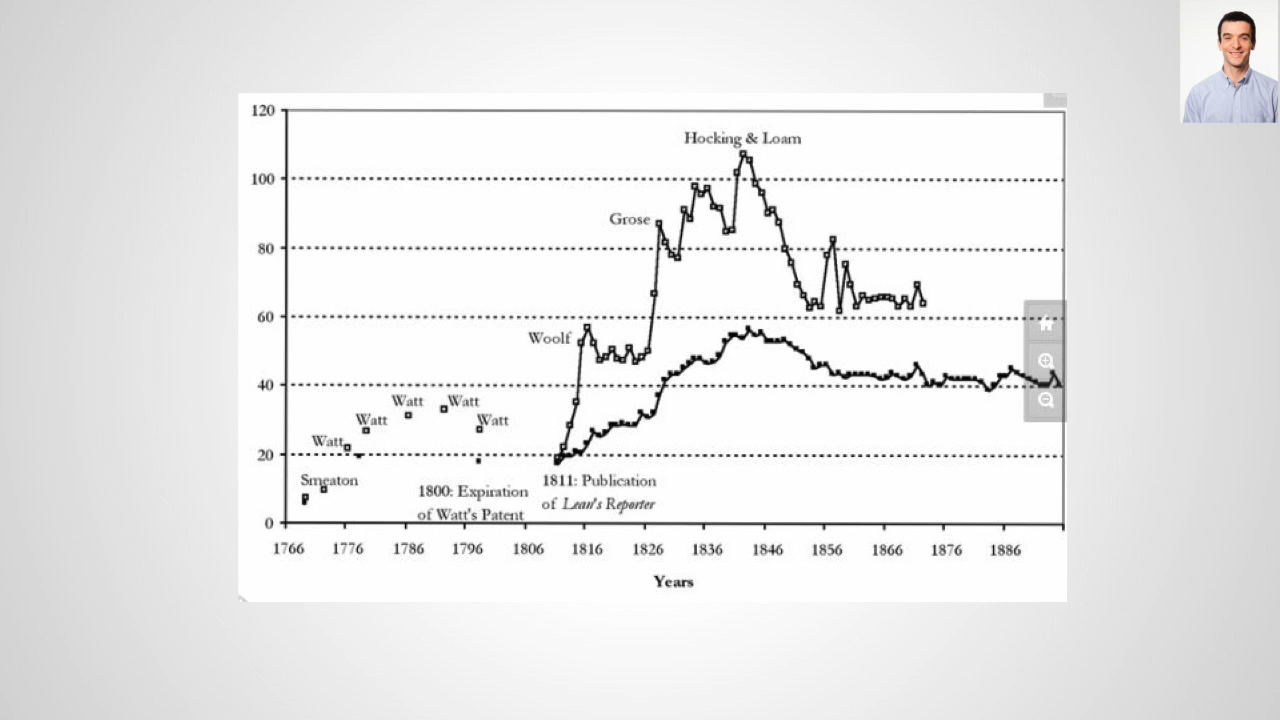 120
Hocking & Loam
100
Grose
80
60
Woolf
40
Watt
Watt
Watt
Watt
Watt
20
Smeaton
1800: Expiration
of Watt's Patent
1811: Publication
of Lean's Reporter
0
1766 1776 1786 1796 1806 1816 1826 1836 1846 1856 1866 1876 1886
Years